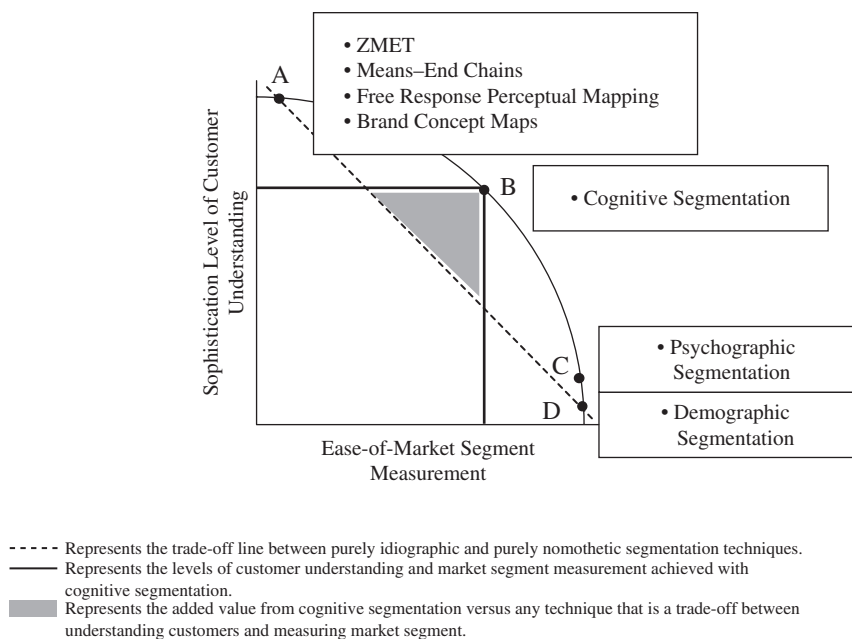 • ZMET
• Means–End Chains
• Free Response Perceptual Mapping
• Brand Concept Maps
A
B
• Cognitive Segmentation
Sophistication Level of Customer
Understanding
C
• Psychographic
Segmentation
D
• Demographic
Segmentation
Ease-of-Market Segment
Measurement
Represents the trade-off line between purely idiographic and purely nomothetic segmentation techniques.
Represents the levels of customer understanding and market segment measurement achieved with
cognitive segmentation.
Represents the added value from cognitive segmentation versus any technique that is a trade-off between
understanding customers and measuring market segment.